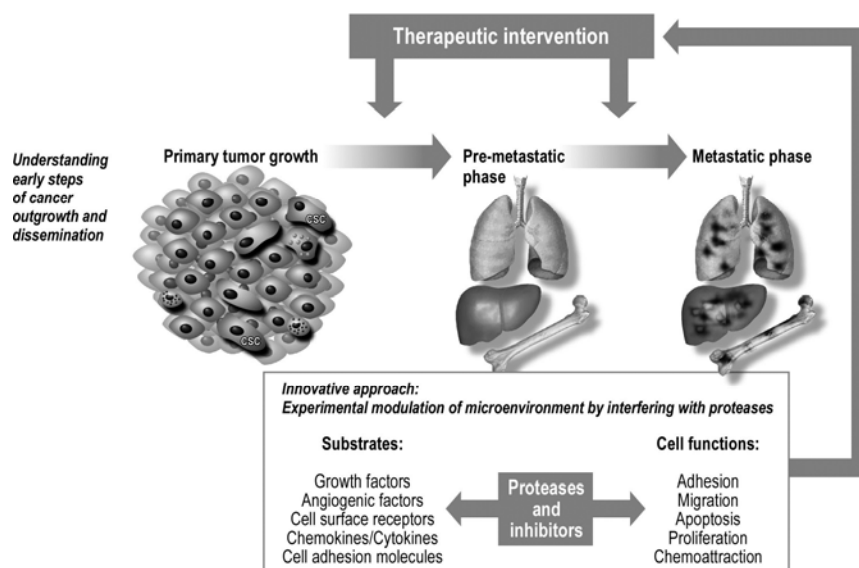 Therapeutic intervention
Understanding
early steps
of cancer
outgrowth and
dissemination
Primary tumor growth
Pre-metastatic
phase
Metastatic phase
CSC
CSC
Innovative approach:
Experimental modulation of microenvironment by interfering with proteases
Substrates:
Growth factors
Angiogenic factors
Cell surface receptors
Chemokines/Cytokines
Cell adhesion molecules
Proteases
and
inhibitors
Cell functions:
Adhesion
Migration
Apoptosis
Proliferation
Chemoattraction